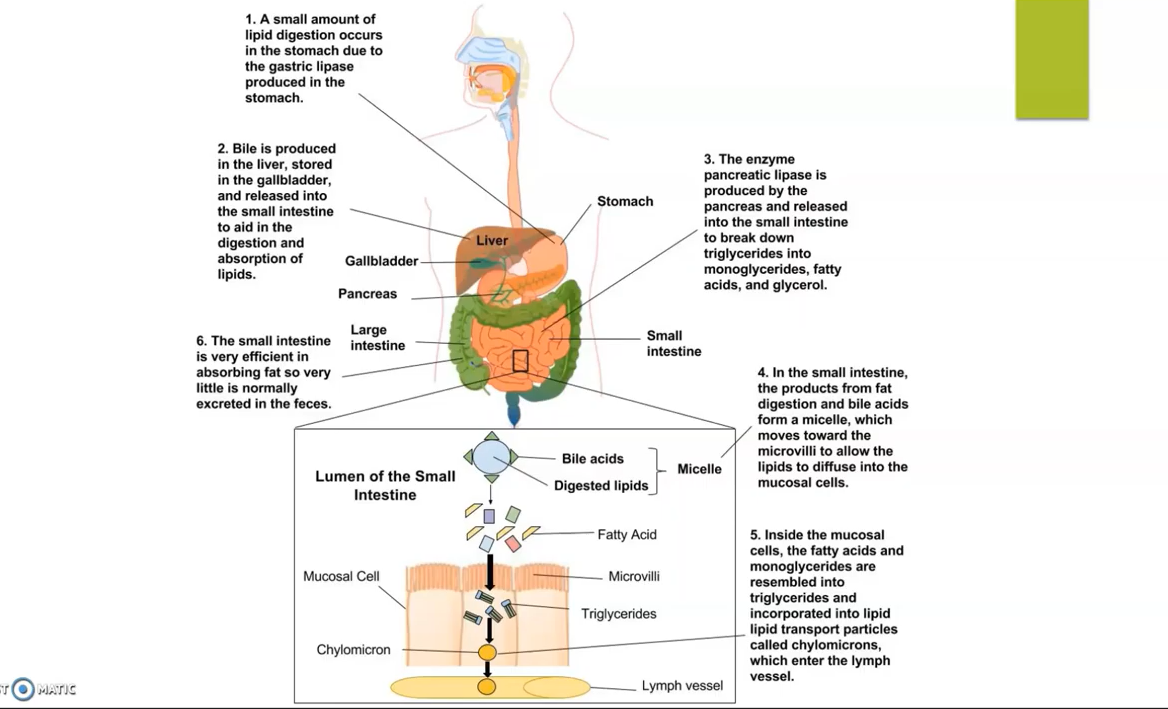 1. A small amount of
lipid digestion occurs
in the stomach due to
the gastric lipase
produced in the
stomach.
2. Bile is produced
in the liver, stored
in the gallbladder,
and released into
the small intestine
to aid in the
digestion and
absorption of
lipids.
3. The enzyme
pancreatic lipase is
produced by the
pancreas and released
into the small intestine
to break down
triglycerides into
monoglycerides, fatty
acids, and glycerol.
Stomach
Liver
Gallbladder
Pancreas
Large
intestine
Small
intestine
6. The small intestine
is very efficient in
absorbing fat so very
little is normally
excreted in the feces.
4. In the small intestine,
the products from fat
digestion and bile acids
form a micelle, which
moves toward the
microvilli to allow the
lipids to diffuse into the
mucosal cells.
Lumen of the Small
Intestine
Bile acids
Digested lipids
Micelle
Fatty Acid
Mucosal Cell
Microvilli
Triglycerides
Chylomicron
Lymph vessel
5. Inside the mucosal
cells, the fatty acids and
monoglycerides are
resembled into
triglycerides and
incorporated into lipid
lipid transport particles
called chylomicrons,
which enter the lymph
vessel.
ST MATIC